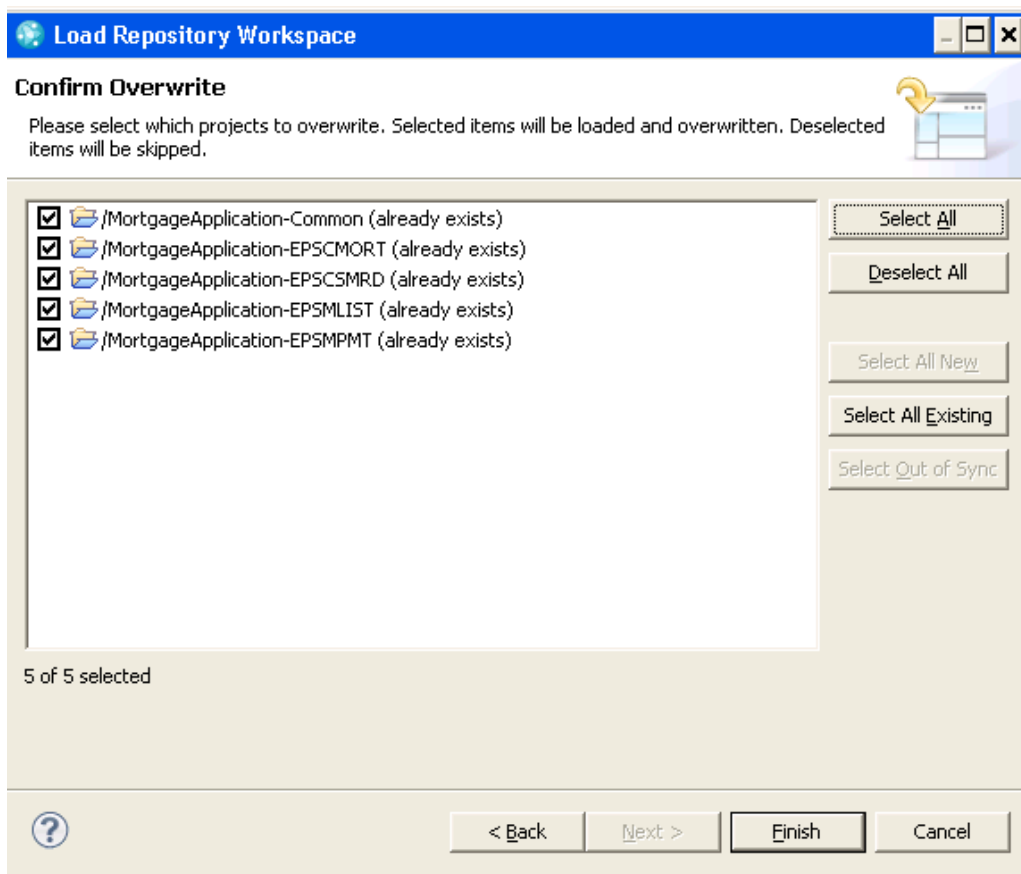 Load Repository Workspace
Confirm Overwrite
Please select which projects to overwrite. Selected items will be loaded and overwritten. Deselected
items will be skipped.
/MortgageApplication-Common (already exists)
/MortgageApplication-EPSCMORT (already exists)
/MortgageApplication-EPSCSMRD (already exists)
/MortgageApplication-EPSMLIST (already exists)
/MortgageApplication-EPSMPMT (already exists)
Select All
Deselect All
Select All New
Select All Existing
Select Out of Sync
5 of 5 selected
?
< Back
Next >
Finish
Cancel